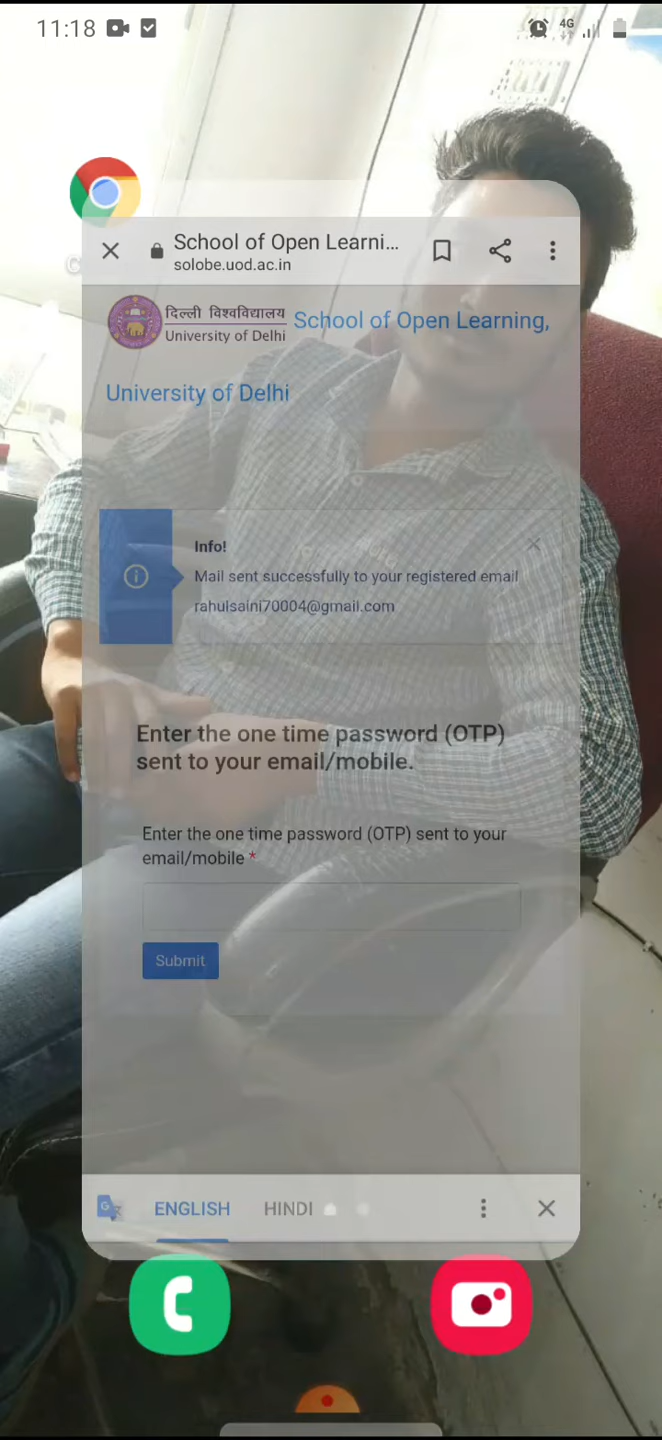 11:18
4G
School of Open Learni...
solobe.uod.ac.in
दिल्ली विश्वविद्यालय
University of Delhi
School of Open Learning,
University of Delhi
Info!
Mail sent successfully to your registered email
rahulsaini70004@gmail.com
Enter the one time password (OTP)
sent to your email/mobile.
Enter the one time password (OTP) sent to your
email/mobile *
Submit
ENGLISH
HINDI